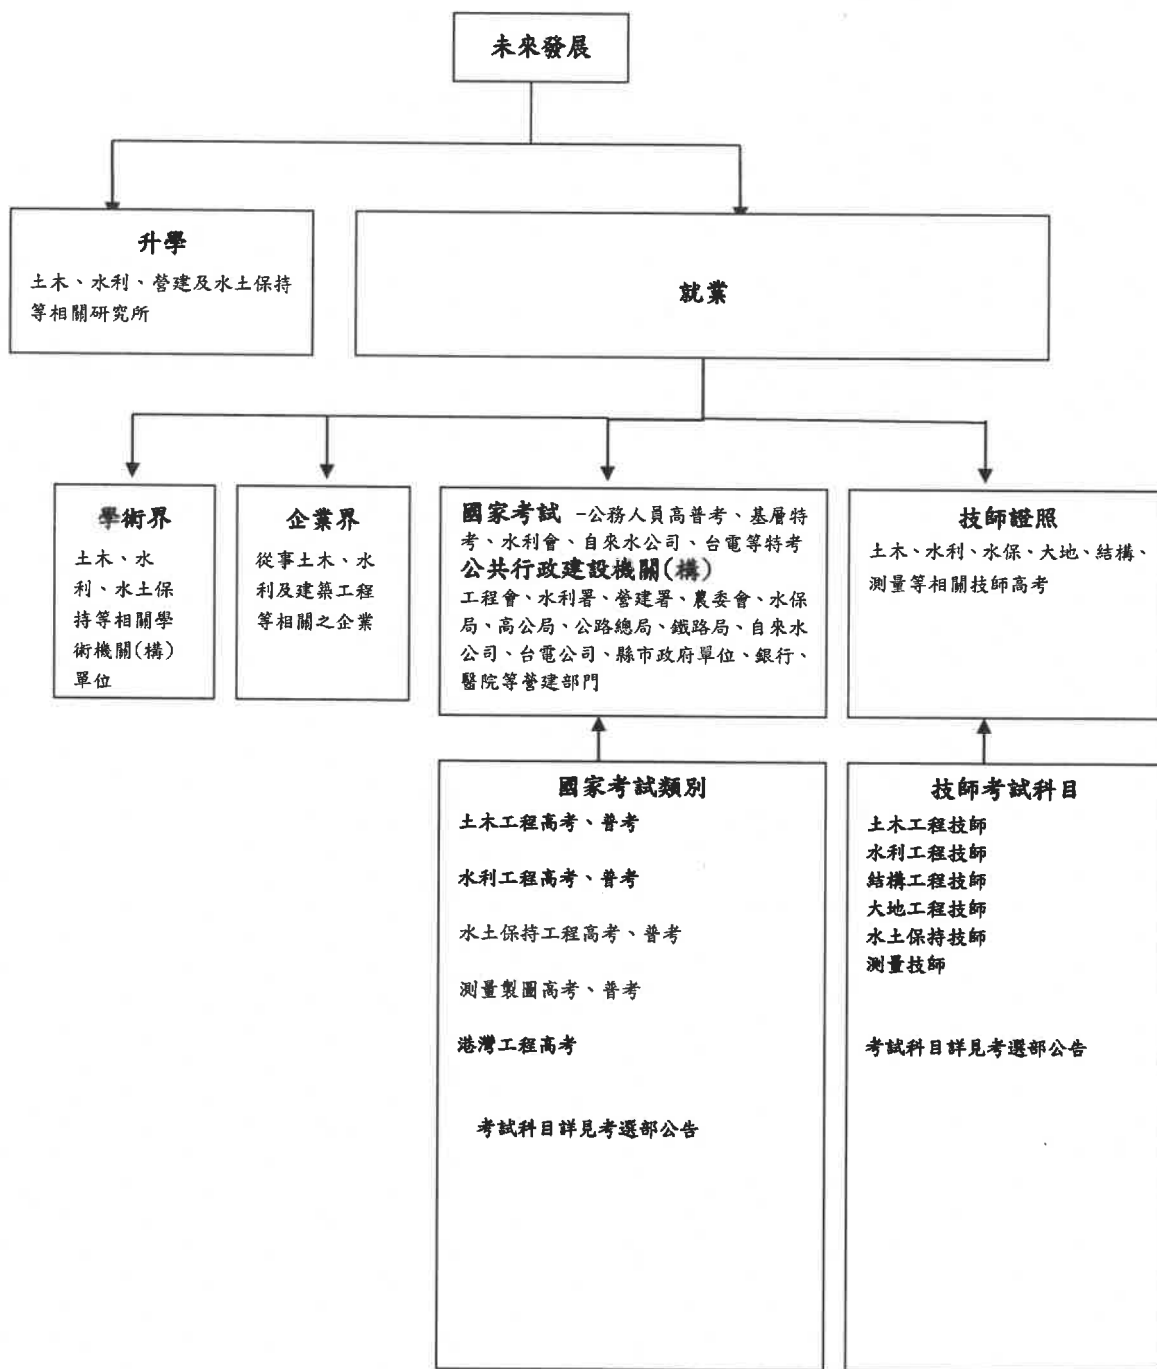 未來發展
升學
土木、水利、營建及水土保持
等相關研究所
就業
學術界
土木、水
利、水土保
持等相關學
術機關(構)
單位
企業界
從事土木、水
利及建築工程
等相關之企業
國家考試 -公務人員高普考、基層特
考、水利會、自來水公司、台電等特考
公共行政建設機關(構)
工程會、水利署、營建署、農委會、水保
局、高公局、公路總局、鐵路局、自來水
公司、台電公司、縣市政府單位、銀行、
醫院等營建部門
技師證照
土木、水利、水保、大地、結構、
測量等相關技師高考
國家考試類別
土木工程高考、普考
水利工程高考、普考
水土保持工程高考、普考
測量製圖高考、普考
港灣工程高考
考試科目詳見考選部公告
技師考試科目
土木工程技師
水利工程技師
結構工程技師
大地工程技師
水土保持技師
測量技師
考試科目詳見考選部公告